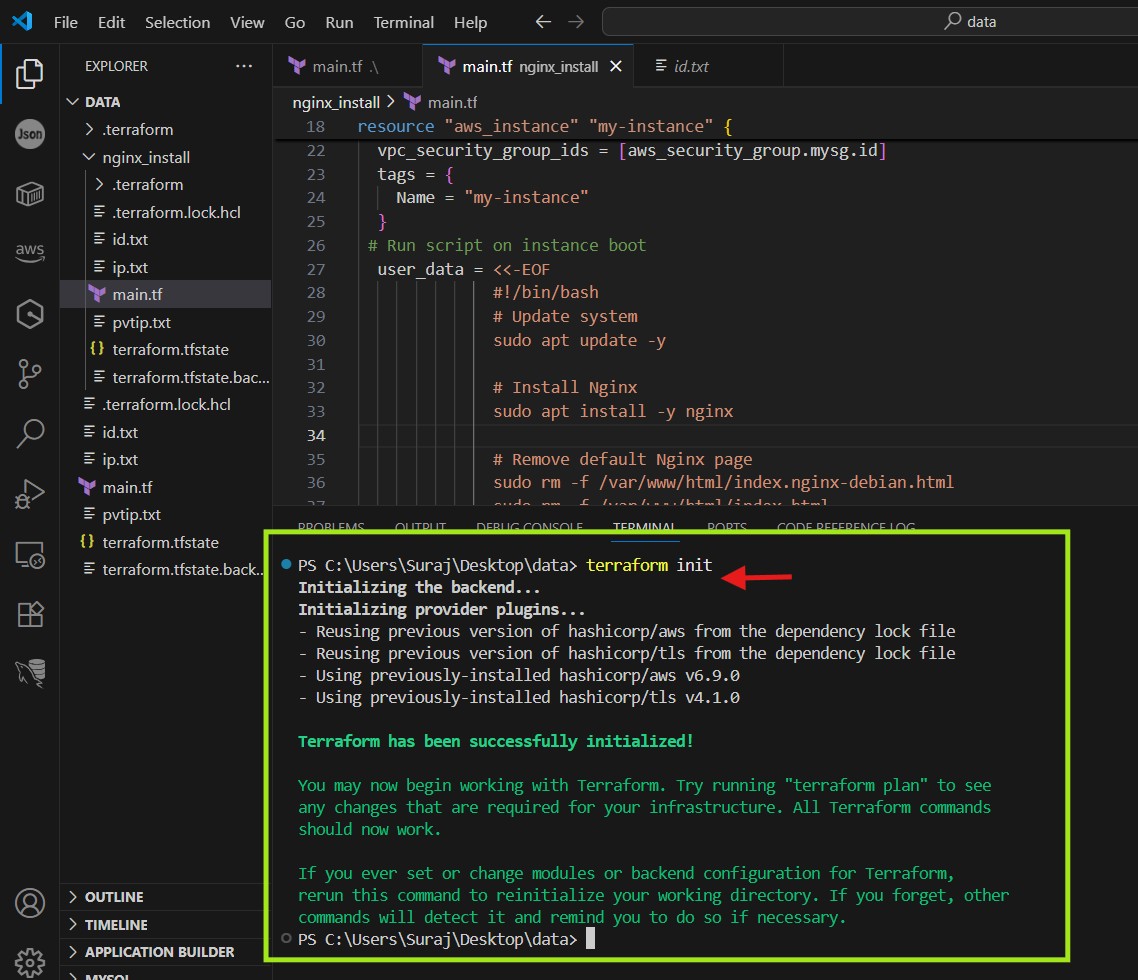 File Edit Selection View Go Run Terminal Help
data
EXPLORER
main.tf .\
main.tf nginx_install
id.txt
Json
aws
DATA
.terraform
nginx_install
.terraform
.terraform.lock.hcl
id.txt
ip.txt
main.tf
pvtip.txt
terraform.tfstate
terraform.tfstate.bac...
.terraform.lock.hcl
id.txt
ip.txt
main.tf
pvtip.txt
terraform.tfstate
terraform.tfstate.back...
OUTLINE
TIMELINE
APPLICATION BUILDER
MYSQL
nginx_install > main.tf
18 resource "aws_instance" "my-instance" {
22 vpc_security_group_ids = [aws_security_group.mysg.id]
23 tags = {
24 Name = "my-instance"
25 }
26 # Run script on instance boot
27 user_data = <<-EOF
28 #!/bin/bash
29 # Update system
30 sudo apt update -y
31
32 # Install Nginx
33 sudo apt install -y nginx
34
35 # Remove default Nginx page
36 sudo rm -f /var/www/html/index.nginx-debian.html
37 sudo rm -f /var/www/html/index.html
PROBLEMS OUTPUT DEBUG CONSOLE TERMINAL PORTS CODE REFERENCE LOG
PS C:\Users\Suraj\Desktop\data> terraform init
Initializing the backend...
Initializing provider plugins...
- Reusing previous version of hashicorp/aws from the dependency lock file
- Reusing previous version of hashicorp/tls from the dependency lock file
- Using previously-installed hashicorp/aws v6.9.0
- Using previously-installed hashicorp/tls v4.1.0
Terraform has been successfully initialized!
You may now begin working with Terraform. Try running "terraform plan" to see
any changes that are required for your infrastructure. All Terraform commands
should now work.
If you ever set or change modules or backend configuration for Terraform,
rerun this command to reinitialize your working directory. If you forget, other
commands will detect it and remind you to do so if necessary.
PS C:\Users\Suraj\Desktop\data>